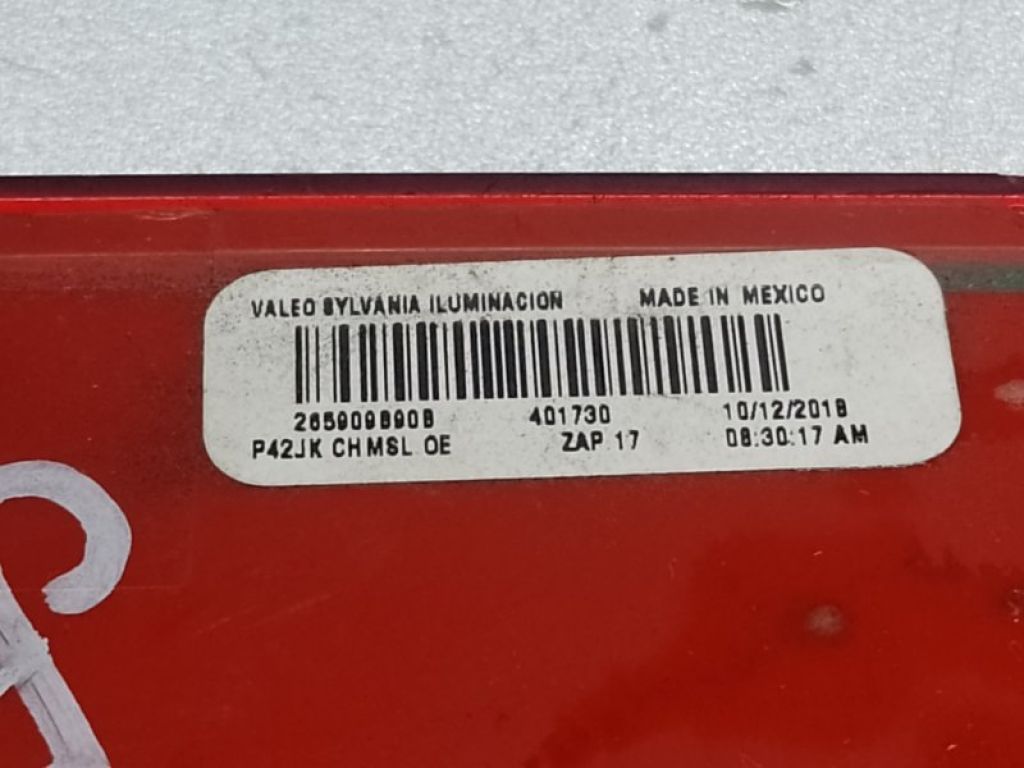 VALEO SYLVANIA ILUMINACION MADE IN MEXICO
265909B90B 401730 10/12/2018
P42JK CHMSL OE ZAP 17 08:30:17 AM